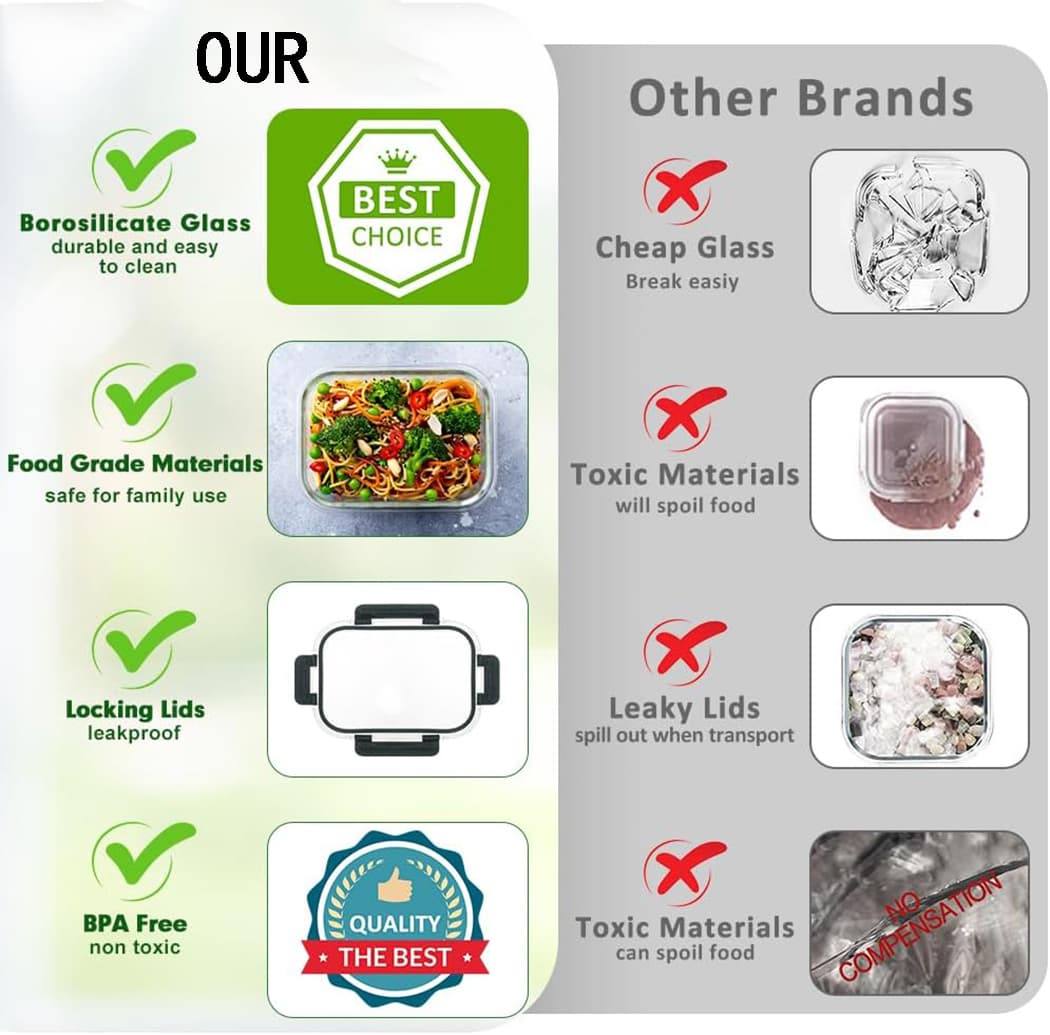 OUR
Borosilicate Glass
durable and easy
to clean
BEST
CHOICE
Food Grade Materials
safe for family use
Locking Lids
leakproof
BPA Free
non toxic
QUALITY
THE BEST
Other Brands
Cheap Glass
Break easiy
Toxic Materials
will spoil food
Leaky Lids
spill out when transport
Toxic Materials
can spoil food
NO
COMPENSATION